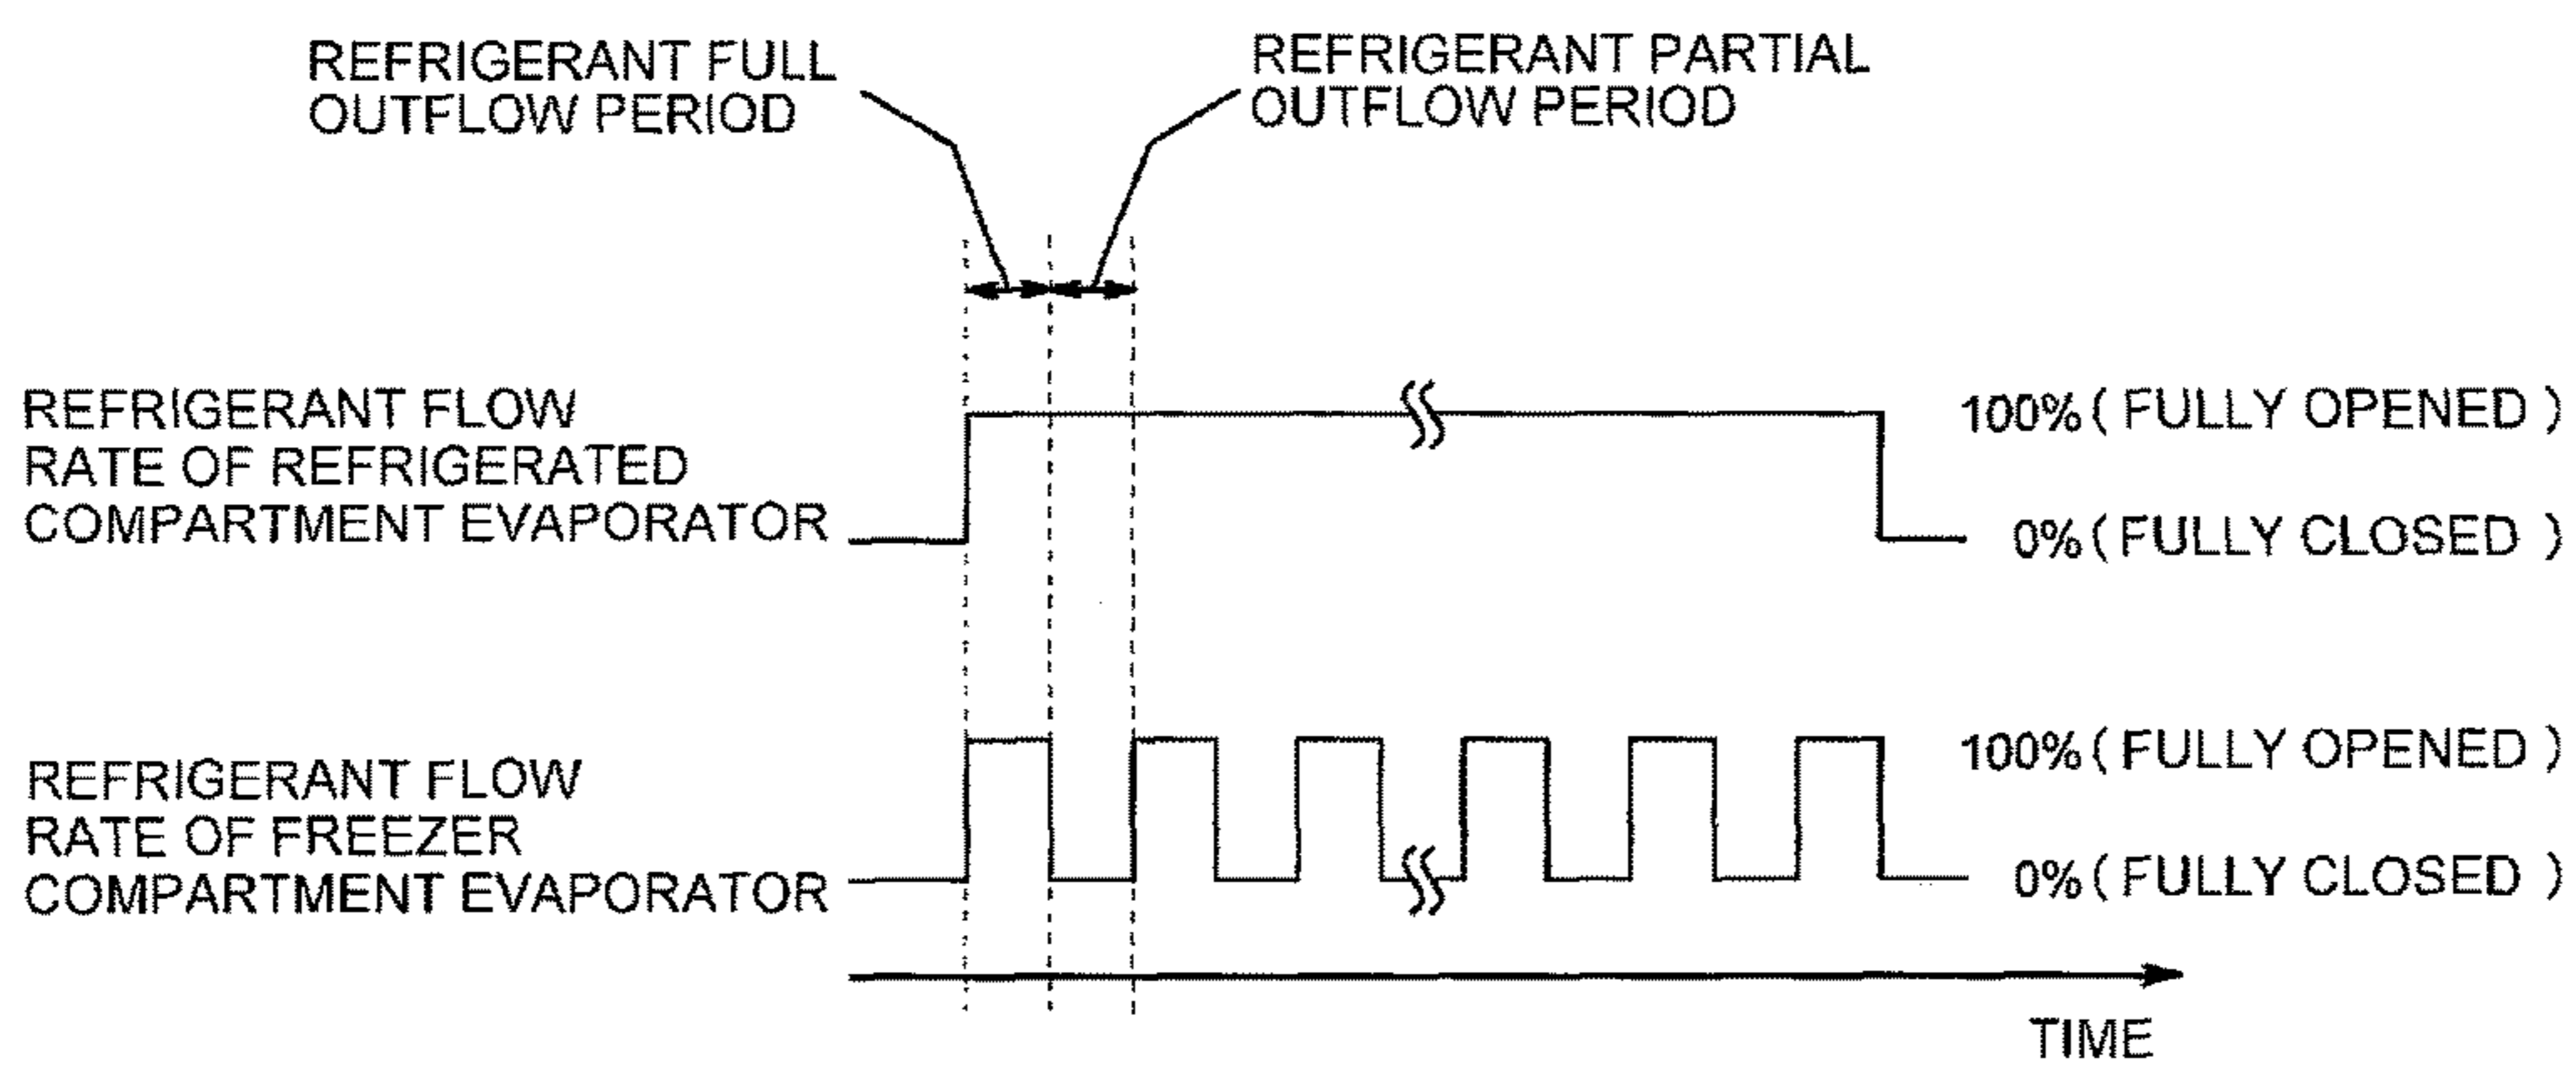 REFRIGERANT FULL
OUTFLOW PERIOD
REFRIGERANT PARTIAL
OUTFLOW PERIOD
REFRIGERANT FLOW
RATE OF REFRIGERATED
COMPARTMENT EVAPORATOR
100% ( FULLY OPENED )
0% ( FULLY CLOSED )
REFRIGERANT FLOW
RATE OF FREEZER
COMPARTMENT EVAPORATOR
100% ( FULLY OPENED )
0% ( FULLY CLOSED )
TIME